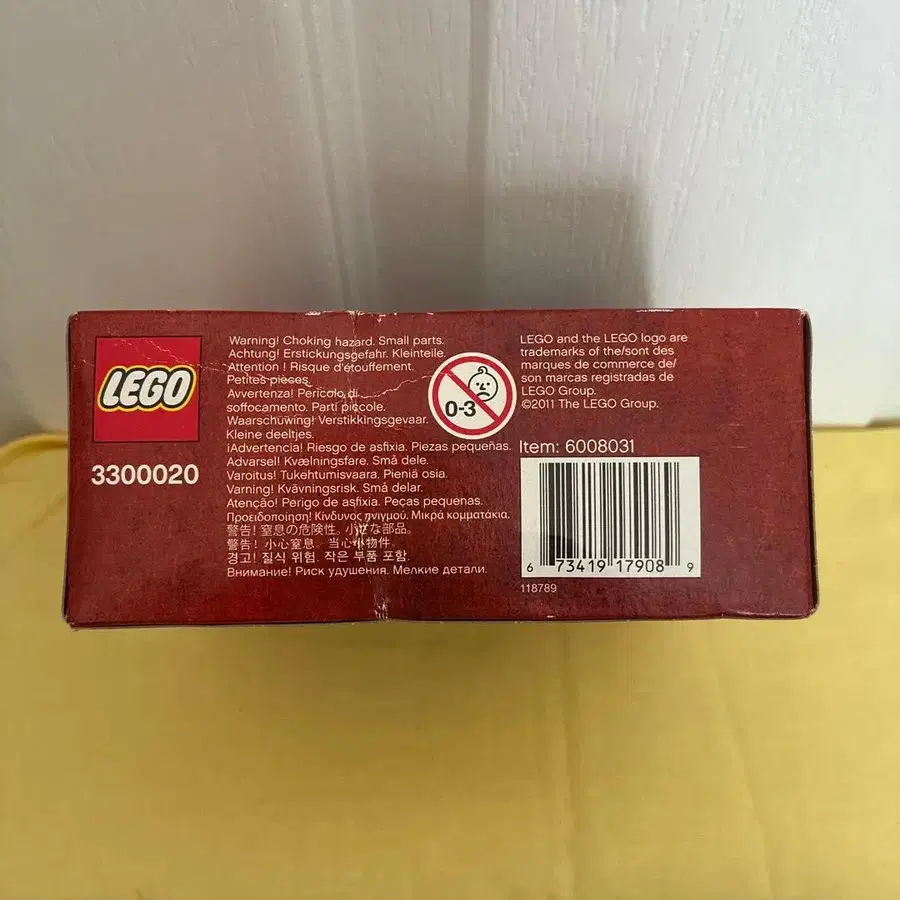 LEGO
3300020
Warning! Choking hazard. Small parts.
Achtung! Erstickungsgefahr. Kleinteile.
Attention ! Risque d'étouffement.
Petites pièces.
Avvertenza! Pericolo di
soffocamento. Parti piccole.
Waarschuwing! Verstikkingsgevaar.
Kleine deeltjes.
¡Advertencia! Riesgo de asfixia. Piezas pequeñas.
Advarsel! Kvælningsfare. Små dele.
Varoitus! Tukehtumisvaara. Pieniä osia.
Varning! Kvävningsrisk. Små delar.
Atenção! Perigo de asfixia. Peças pequenas.
Προειδοποίηση! Κίνδυνος πνιγμού. Μικρά κομματάκια.
警告! 窒息の危険性。小さな部品。
警告! 小心窒息。当心小物件。
경고! 질식 위험. 작은 부품 포함.
Внимание! Риск удушения. Мелкие детали.
0-3
LEGO and the LEGO logo are
trademarks of the/sont des
marques de commerce de/
son marcas registradas de
LEGO Group.
©2011 The LEGO Group.
Item: 6008031
6 73419 17908 9
118789